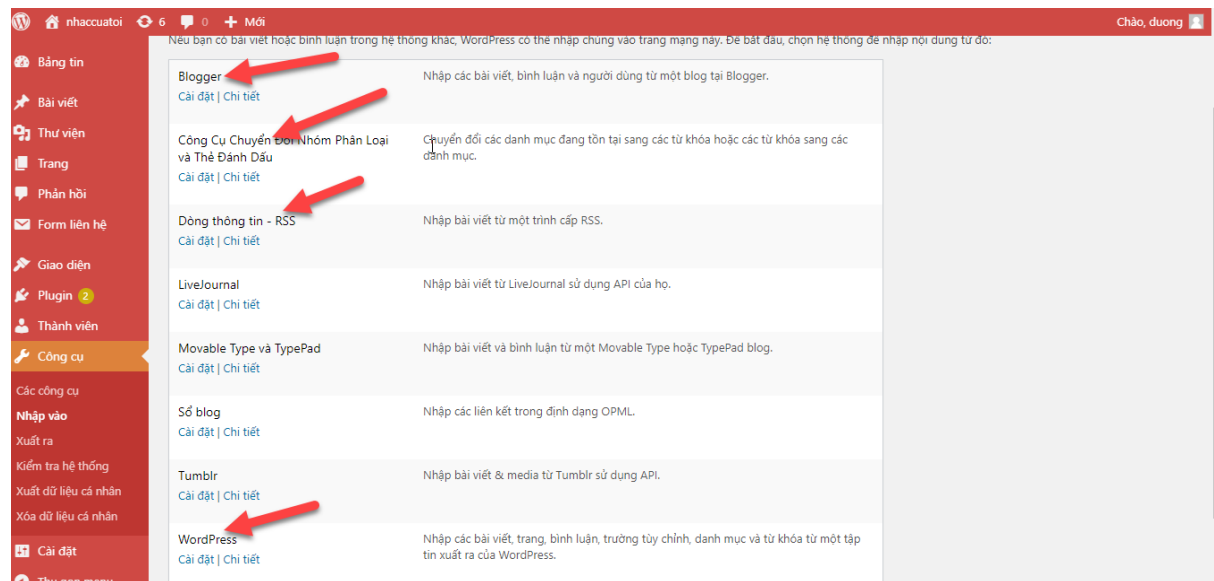 nhaccuatoi 6 0 + Mới Chào, duong
Nếu bạn có bài viết hoặc bình luận trong hệ thống khác, WordPress có thể nhập chúng vào trang mạng này. Để bắt đầu, chọn hệ thống để nhập nội dung từ đó:
Bảng tin
Bài viết
Thư viện
Trang
Phản hồi
Form liên hệ
Giao diện
Plugin 2
Thành viên
Công cụ
Các công cụ
Nhập vào
Xuất ra
Kiểm tra hệ thống
Xuất dữ liệu cá nhân
Xóa dữ liệu cá nhân
Cài đặt
Thu gọn menu
Blogger
Cài đặt | Chi tiết
Nhập các bài viết, bình luận và người dùng từ một blog tại Blogger.
Công Cụ Chuyển Đổi Nhóm Phân Loại
và Thẻ Đánh Dấu
Cài đặt | Chi tiết
Chuyển đổi các danh mục đang tồn tại sang các từ khóa hoặc các từ khóa sang các
danh mục.
Dòng thông tin - RSS
Cài đặt | Chi tiết
Nhập bài viết từ một trình cấp RSS.
LiveJournal
Cài đặt | Chi tiết
Nhập bài viết từ LiveJournal sử dụng API của họ.
Movable Type và TypePad
Cài đặt | Chi tiết
Nhập bài viết và bình luận từ một Movable Type hoặc TypePad blog.
Sổ blog
Cài đặt | Chi tiết
Nhập các liên kết trong định dạng OPML.
Tumblr
Cài đặt | Chi tiết
Nhập bài viết & media từ Tumblr sử dụng API.
WordPress
Cài đặt | Chi tiết
Nhập các bài viết, trang, bình luận, trường tùy chỉnh, danh mục và từ khóa từ một tập
tin xuất ra của WordPress.